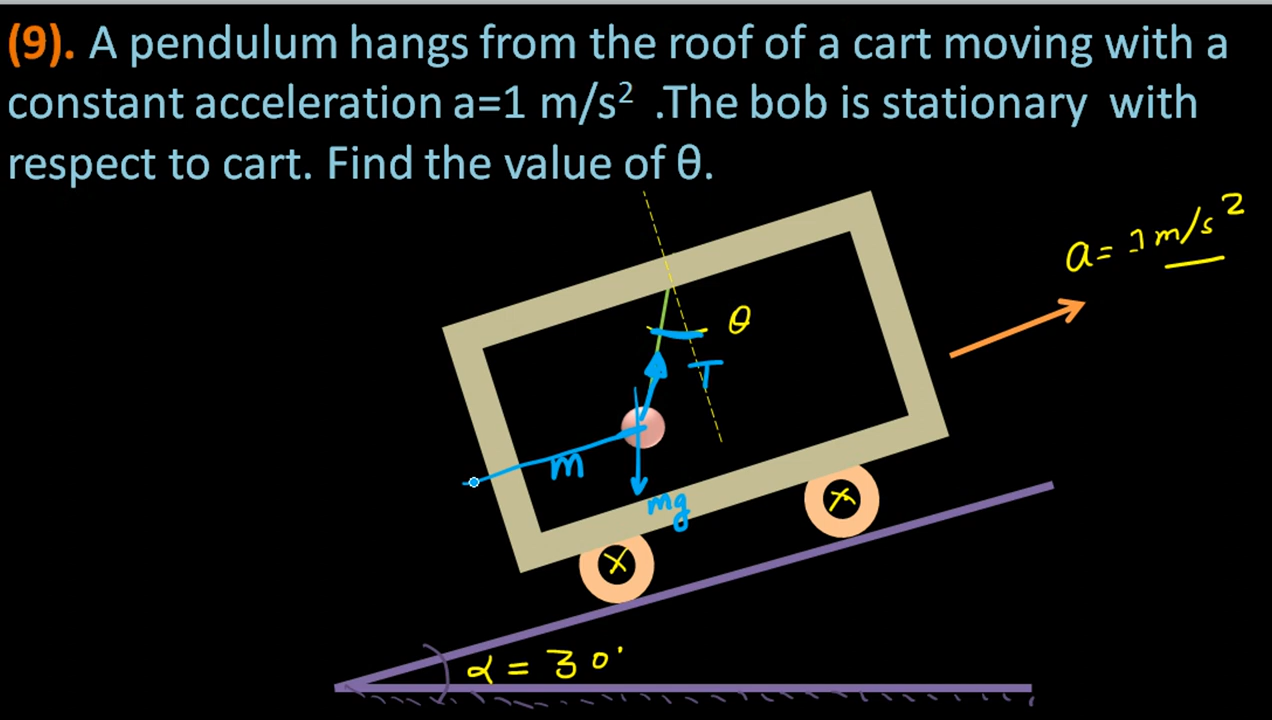 (9). A pendulum hangs from the roof of a cart moving with a
constant acceleration a=1 m/s² .The bob is stationary with
respect to cart. Find the value of θ.
a= 1m/s²
θ
T
m
mg
x
x
α = 30°